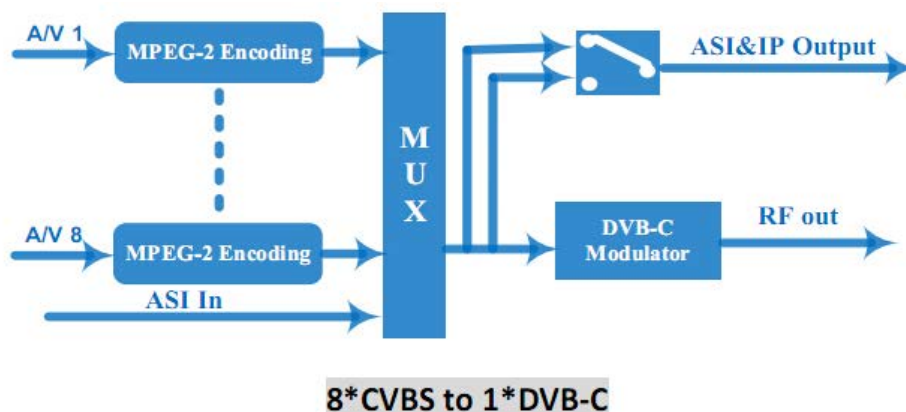 A/V 1
MPEG-2 Encoding
ASI&IP Output
M
U
X
A/V 8
MPEG-2 Encoding
DVB-C
Modulator
RF out
ASI In
8*CVBS to 1*DVB-C